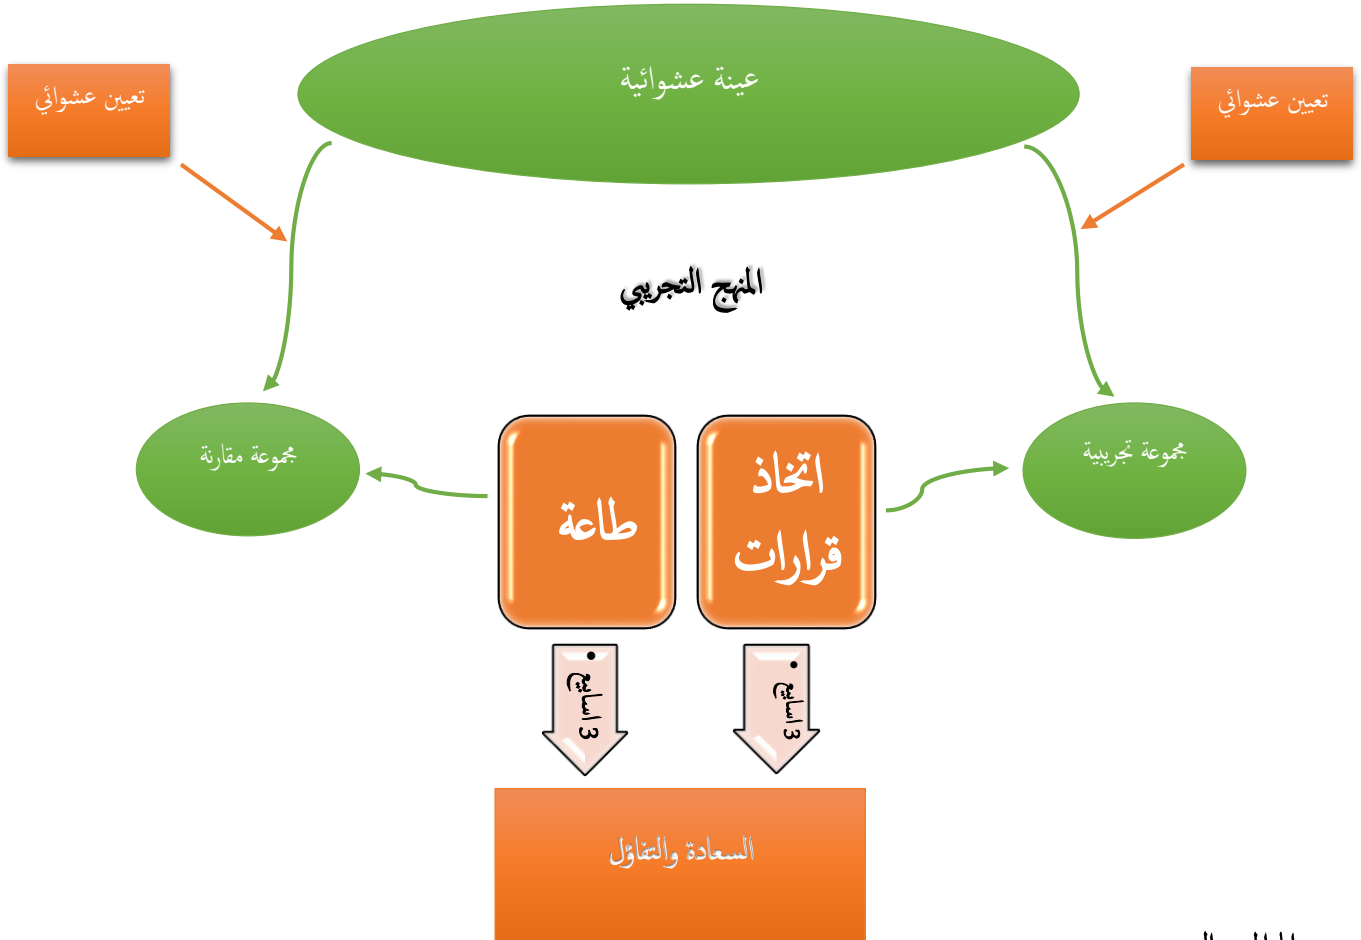 عينة عشوائية
تعيين عشوائي
تعيين عشوائي
المنهج التجريبي
مجموعة تجريبية
اتخاذ
قرارات
طاعة
مجموعة مقارنة
• 3 اسابيع
• 3 اسابيع
السعادة والتفاؤل